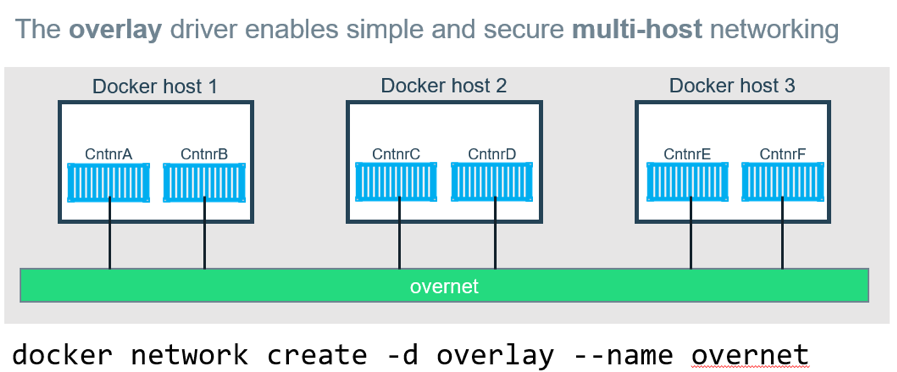 The overlay driver enables simple and secure multi-host networking
Docker host 1
Docker host 2
Docker host 3
CntnrA
CntnrB
CntnrC
CntnrD
CntnrE
CntnrF
overnet
docker network create -d overlay --name overnet